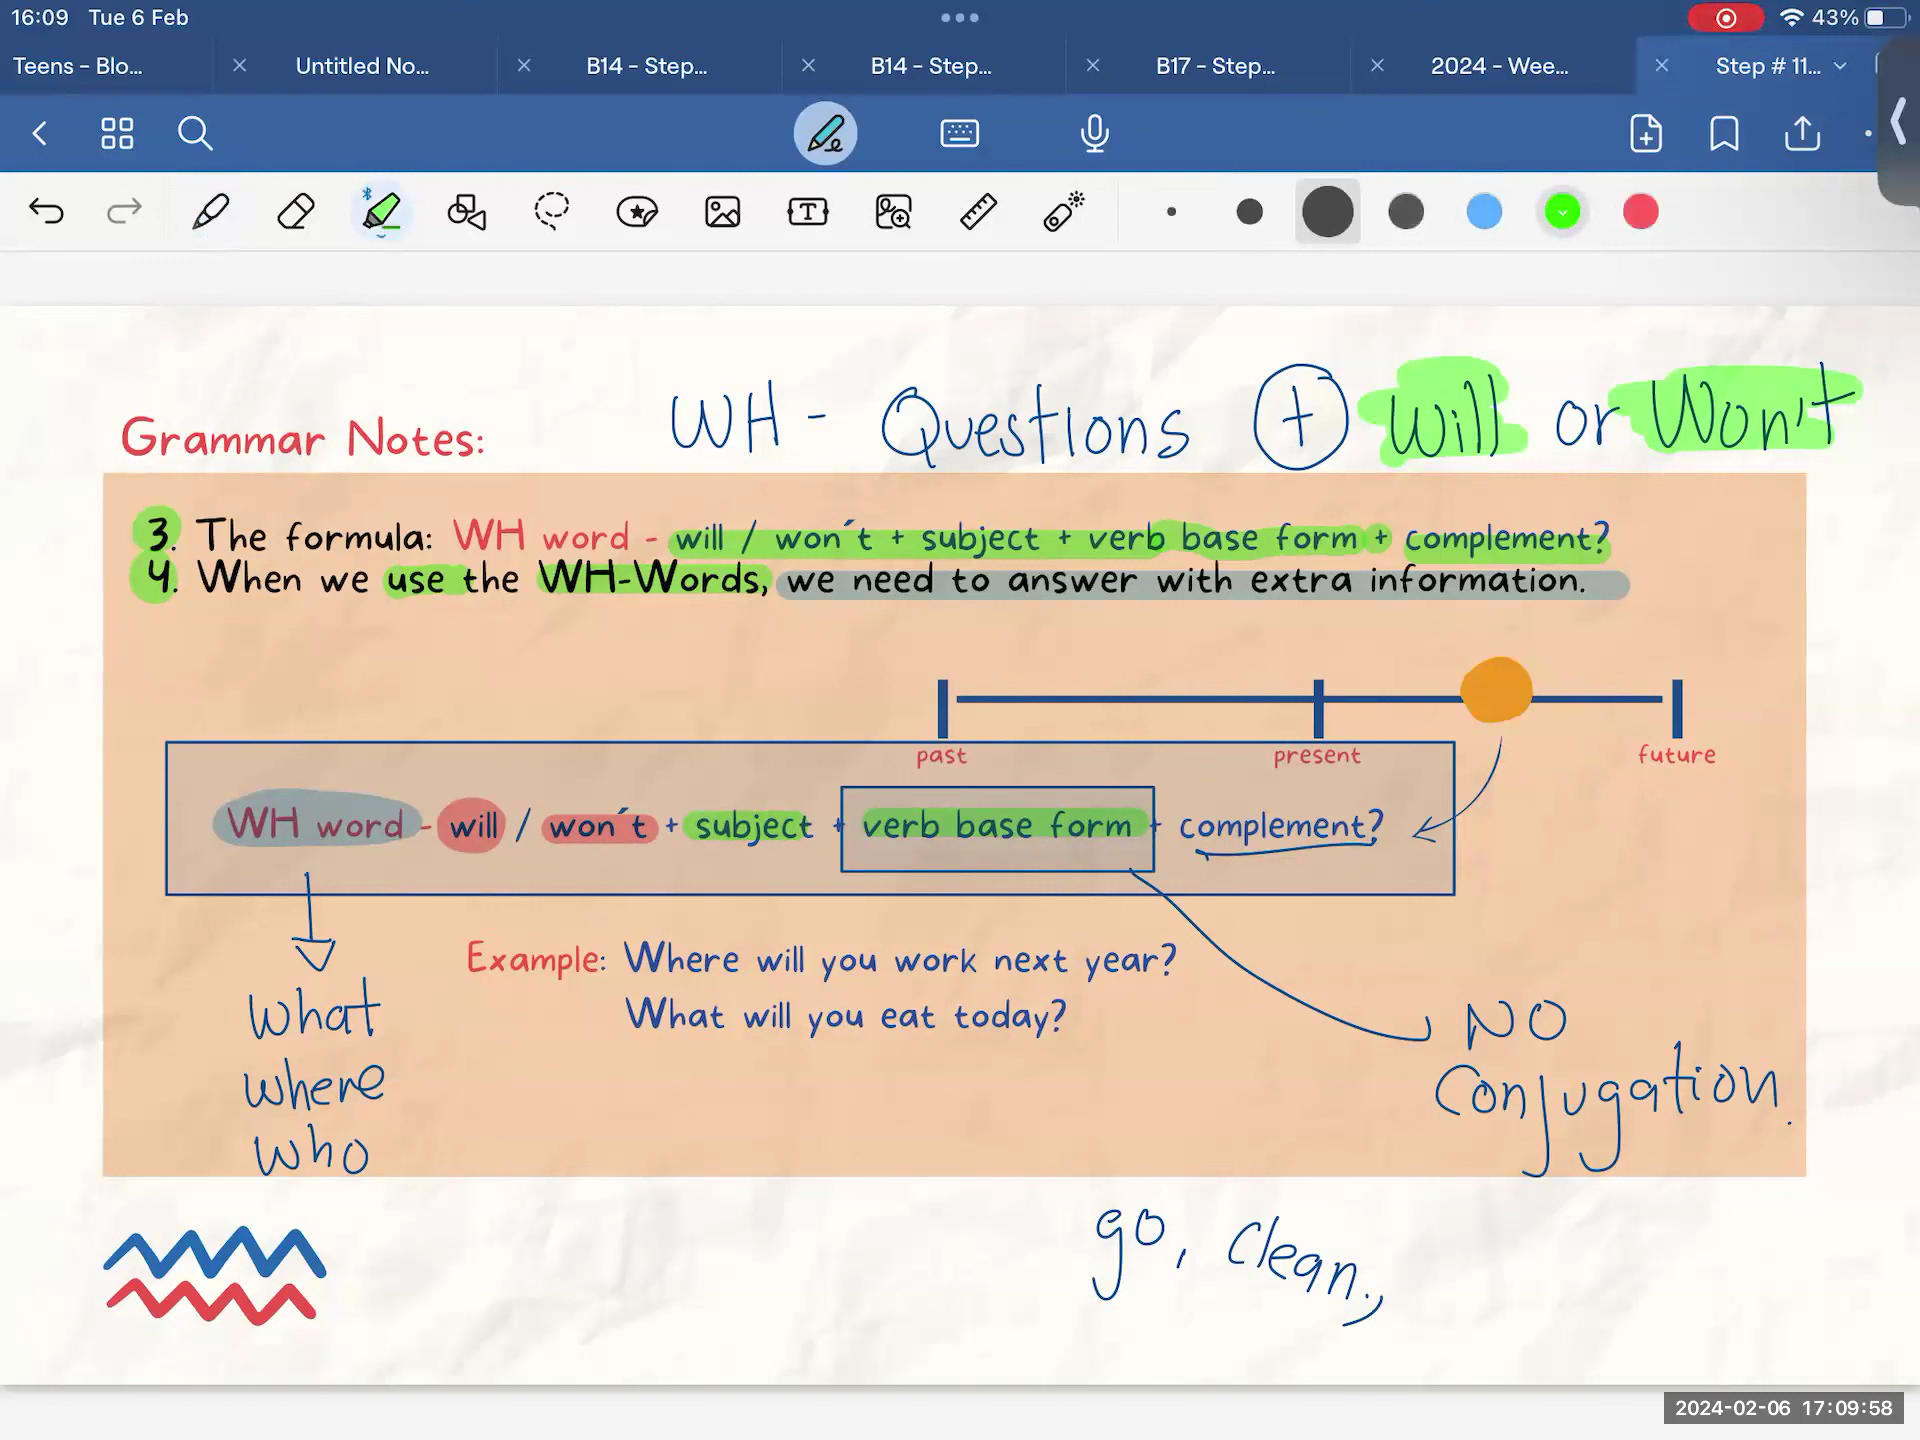 16:09 Tue 6 Feb
43%
Teens - Blo...
Untitled No...
B14 - Step...
B14 - Step...
B17 - Step...
2024 - Wee...
Step # 11...
WH - Questions + Will or Won't
Grammar Notes:
3. The formula: WH word - will / won´t + subject + verb base form + complement?
4. When we use the WH-Words, we need to answer with extra information.
past present future
WH word - will / won´t + subject + verb base form + complement?
Example: Where will you work next year?
What will you eat today?
What
Where
Who
NO
Conjugation.
go, clean.,
2024-02-06 17:09:58